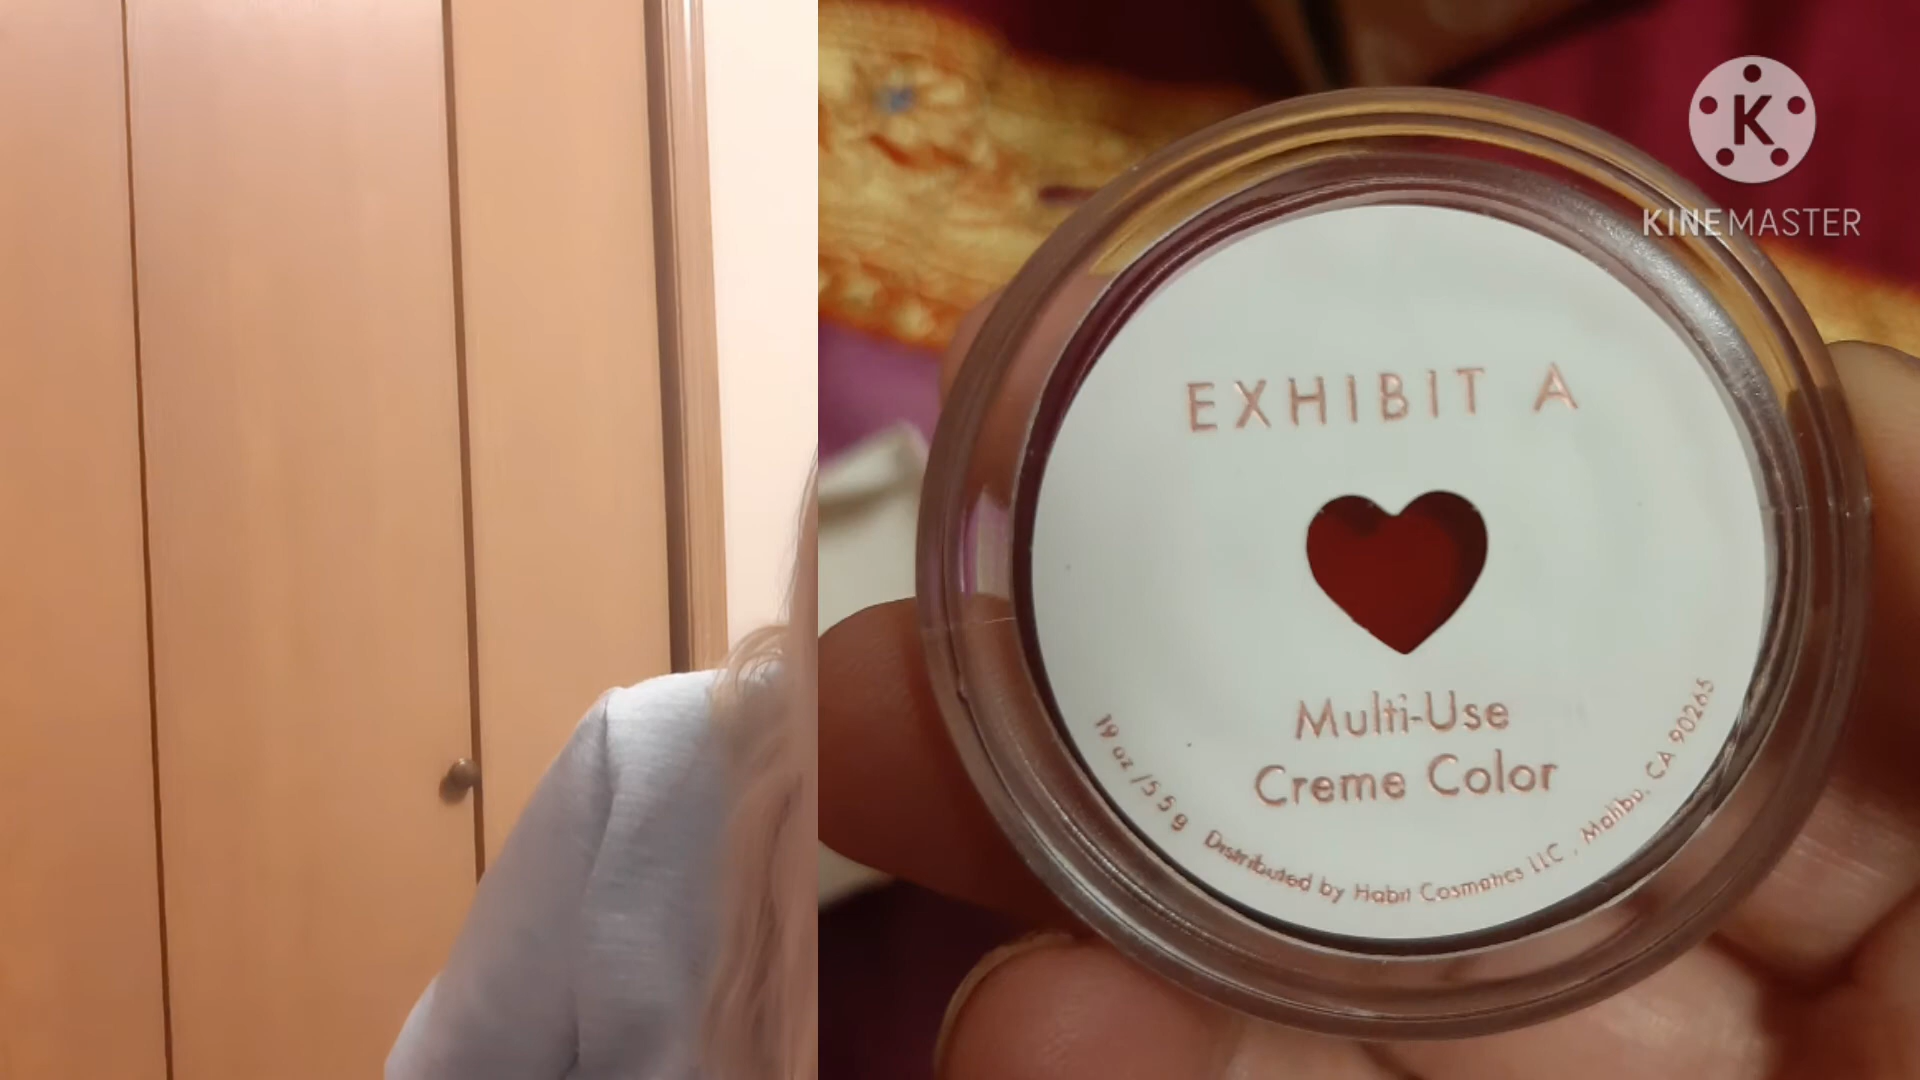 K
KINEMASTER
EXHIBIT A
Multi-Use
Creme Color
19 oz / 5.5 g Distributed by Habit Cosmetics LLC, Malibu, CA 90265